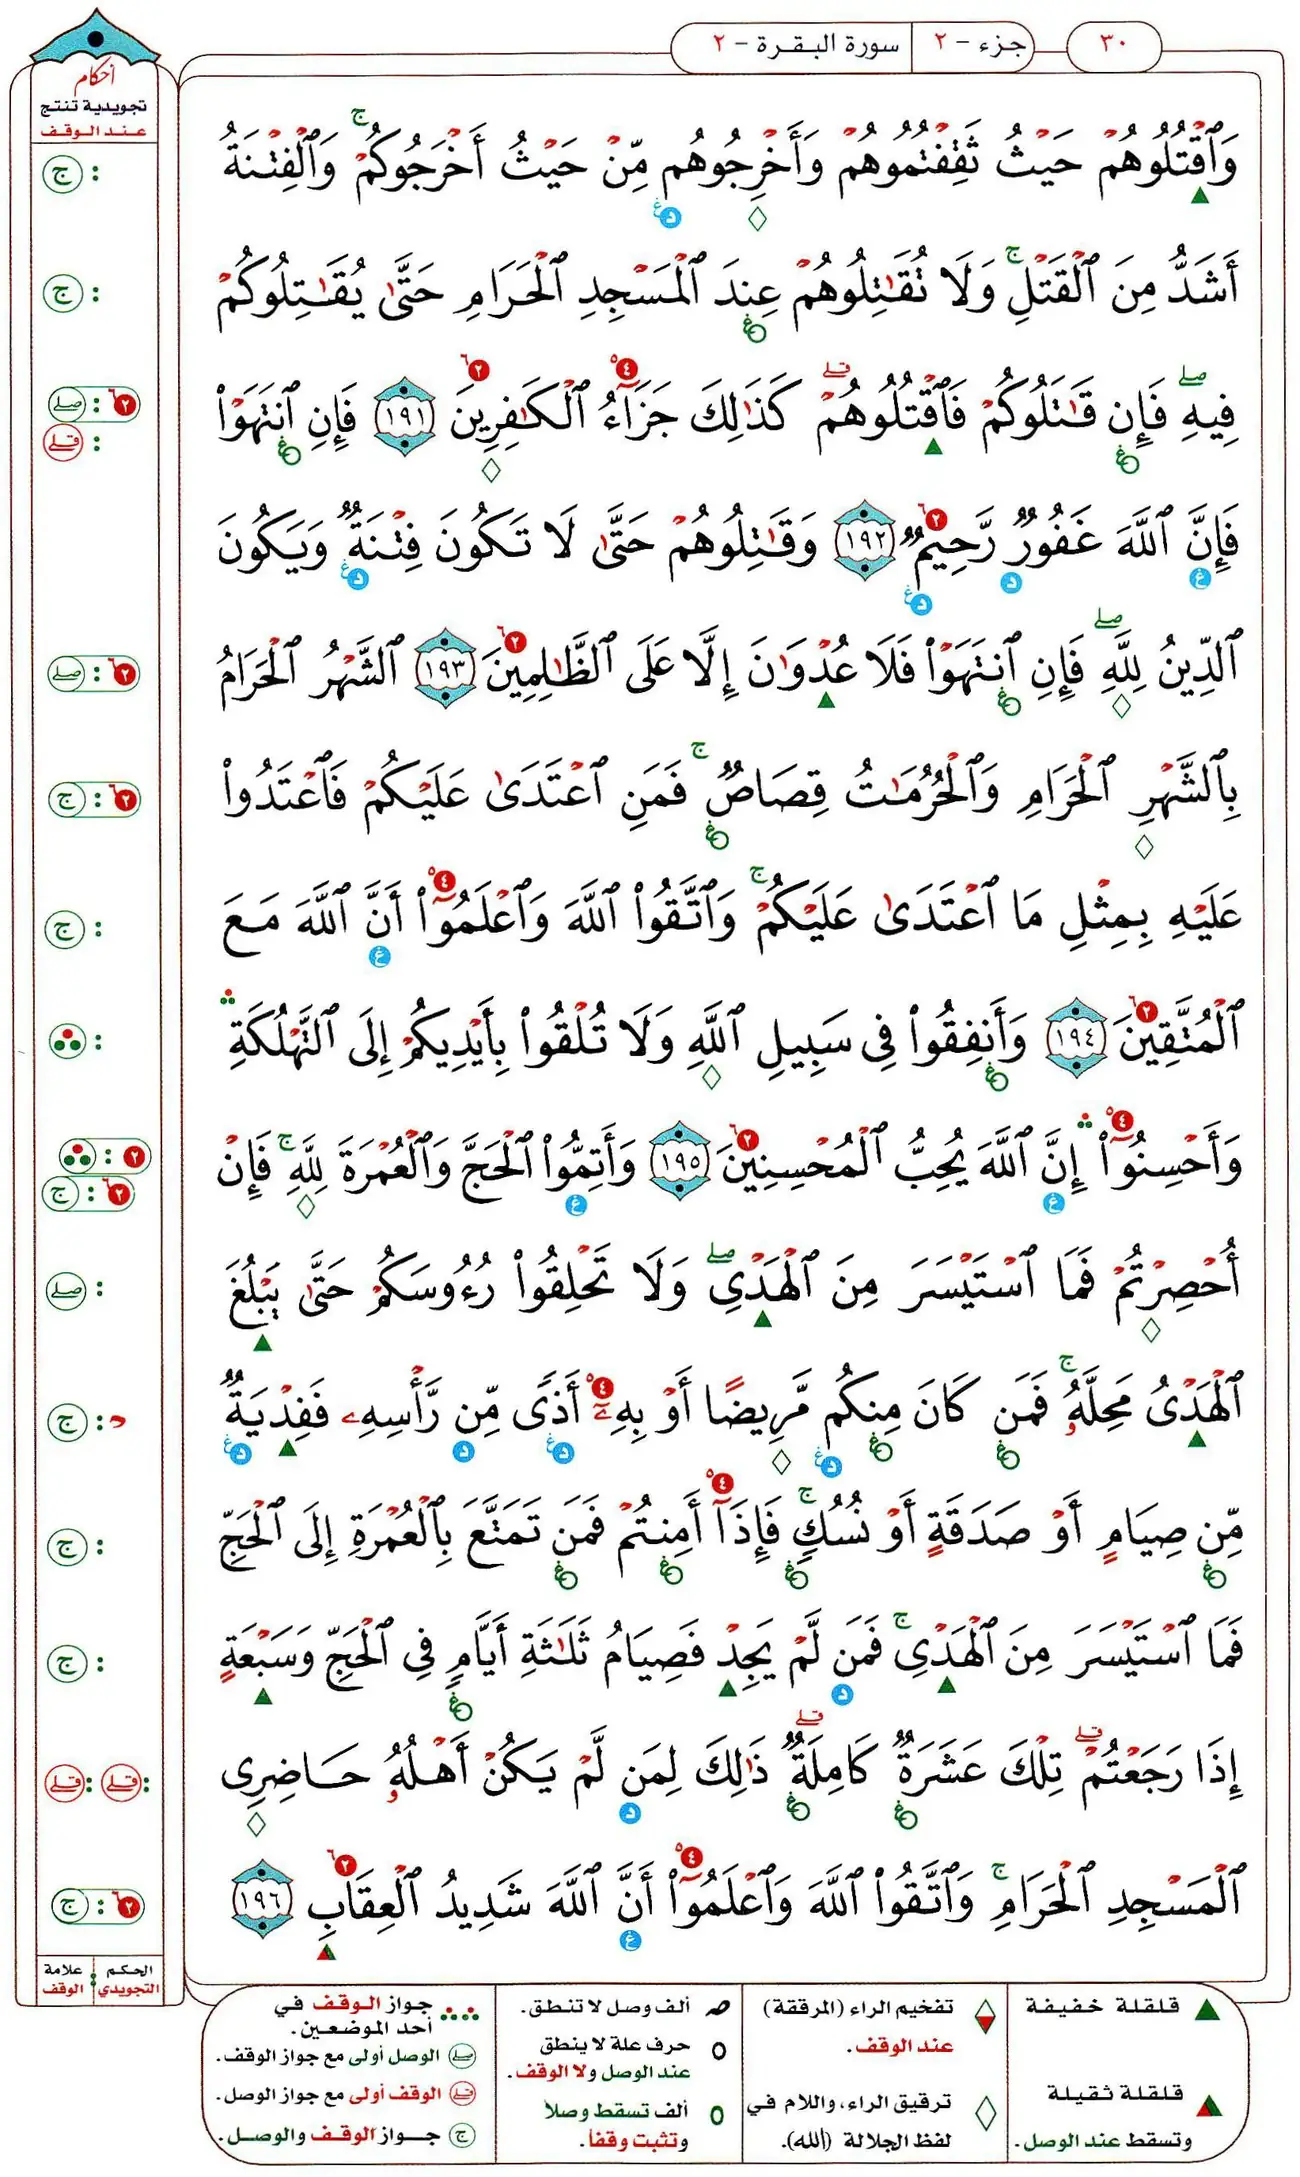 ٣٠
جزء - ٢
سورة البقرة - ٢
أحكام
تجويدية تنتج
عند الوقف
وَٱقۡتُلُوهُمۡ حَيۡثُ ثَقِفۡتُمُوهُمۡ وَأَخۡرِجُوهُم مِّنۡ حَيۡثُ أَخۡرَجُوكُمۡۚ وَٱلۡفِتۡنَةُ
أَشَدُّ مِنَ ٱلۡقَتۡلِۚ وَلَا تُقَٰتِلُوهُمۡ عِندَ ٱلۡمَسۡجِدِ ٱلۡحَرَامِ حَتَّىٰ يُقَٰتِلُوكُمۡ
فِيهِۖ فَإِن قَٰتَلُوكُمۡ فَٱقۡتُلُوهُمۡۗ كَذَٰلِكَ جَزَآءُ ٱلۡكَٰفِرِينَ ١٩١ فَإِنِ ٱنتَهَوۡاْ
فَإِنَّ ٱللَّهَ غَفُورٞ رَّحِيمٞ ١٩٢ وَقَٰتِلُوهُمۡ حَتَّىٰ لَا تَكُونَ فِتۡنَةٞ وَيَكُونَ
ٱلدِّينُ لِلَّهِۖ فَإِنِ ٱنتَهَوۡاْ فَلَا عُدۡوَٰنَ إِلَّا عَلَى ٱلظَّٰلِمِينَ ١٩٣ ٱلشَّهۡرُ ٱلۡحَرَامُ
بِٱلشَّهۡرِ ٱلۡحَرَامِ وَٱلۡحُرُمَٰتُ قِصَاصٞۚ فَمَنِ ٱعۡتَدَىٰ عَلَيۡكُمۡ فَٱعۡتَدُواْ
عَلَيۡهِ بِمِثۡلِ مَا ٱعۡتَدَىٰ عَلَيۡكُمۡۚ وَٱتَّقُواْ ٱللَّهَ وَٱعۡلَمُوٓاْ أَنَّ ٱللَّهَ مَعَ
ٱلۡمُتَّقِينَ ١٩٤ وَأَنفِقُواْ فِي سَبِيلِ ٱللَّهِ وَلَا تُلۡقُواْ بِأَيۡدِيكُمۡ إِلَى ٱلتَّهۡلُكَةِۛ
وَأَحۡسِنُوٓاْۛ إِنَّ ٱللَّهَ يُحِبُّ ٱلۡمُحۡسِنِينَ ١٩٥ وَأَتِمُّواْ ٱلۡحَجَّ وَٱلۡعُمۡرَةَ لِلَّهِۚ فَإِنۡ
أُحۡصِرۡتُمۡ فَمَا ٱسۡتَيۡسَرَ مِنَ ٱلۡهَدۡيِۖ وَلَا تَحۡلِقُواْ رُءُوسَكُمۡ حَتَّىٰ يَبۡلُغَ
ٱلۡهَدۡيُ مَحِلَّهُۥۚ فَمَن كَانَ مِنكُم مَّرِيضًا أَوۡ بِهِۦٓ أَذٗى مِّن رَّأۡسِهِۦ فَفِدۡيَةٞ
مِّن صِيَامٍ أَوۡ صَدَقَةٍ أَوۡ نُسُكٖۚ فَإِذَآ أَمِنتُمۡ فَمَن تَمَتَّعَ بِٱلۡعُمۡرَةِ إِلَى ٱلۡحَجِّ
فَمَا ٱسۡتَيۡسَرَ مِنَ ٱلۡهَدۡيِۚ فَمَن لَّمۡ يَجِدۡ فَصِيَامُ ثَلَٰثَةِ أَيَّامٖ فِي ٱلۡحَجِّ وَسَبۡعَةٍ
إِذَا رَجَعۡتُمۡۗ تِلۡكَ عَشَرَةٞ كَامِلَةٞۗ ذَٰلِكَ لِمَن لَّمۡ يَكُنۡ أَهۡلُهُۥ حَاضِرِي
ٱلۡمَسۡجِدِ ٱلۡحَرَامِۚ وَٱتَّقُواْ ٱللَّهَ وَٱعۡلَمُوٓاْ أَنَّ ٱللَّهَ شَدِيدُ ٱلۡعِقَابِ ١٩٦
الحكم التجويدي : علامة الوقف
قلقلة خفيفة
قلقلة ثقيلة
وتسقط عند الوصل.
تفخيم الراء (المرققة)
عند الوقف.
ترقيق الراء، واللام في
لفظ الجلالة (الله).
ألف وصل لا تنطق.
حرف علة لا ينطق
عند الوصل ولا الوقف.
ألف تسقط وصلاً
وتثبت وقفاً.
جواز الوقف في
أحد الموضعين.
الوصل أولى مع جواز الوقف.
الوقف أولى مع جواز الوصل.
جـواز الوقـف والوصـل.